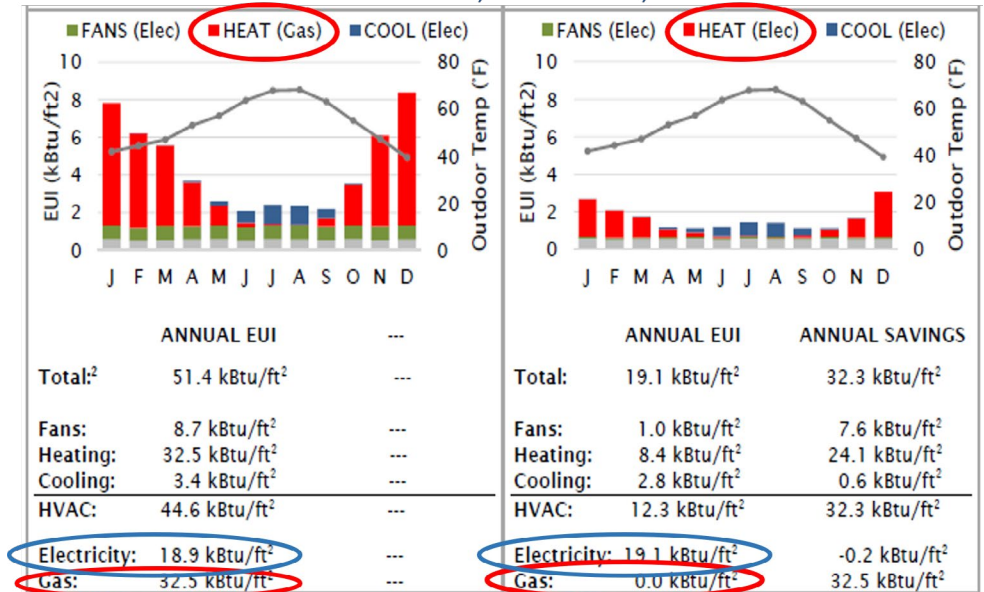 FANS (Elec) HEAT (Gas) COOL (Elec)
10 80
8 60
6 40
4 20
2 0
0
EUI (kBtu/ft2)
Outdoor Temp (°F)
J F M A M J J A S O N D
ANNUAL EUI ---
Total:² 51.4 kBtu/ft² ---
Fans: 8.7 kBtu/ft² ---
Heating: 32.5 kBtu/ft² ---
Cooling: 3.4 kBtu/ft² ---
HVAC: 44.6 kBtu/ft² ---
Electricity: 18.9 kBtu/ft² ---
Gas: 32.5 kBtu/ft² ---
FANS (Elec) HEAT (Elec) COOL (Elec)
10 80
8 60
6 40
4 20
2 0
0
EUI (kBtu/ft2)
Outdoor Temp (°F)
J F M A M J J A S O N D
ANNUAL EUI ANNUAL SAVINGS
Total: 19.1 kBtu/ft² 32.3 kBtu/ft²
Fans: 1.0 kBtu/ft² 7.6 kBtu/ft²
Heating: 8.4 kBtu/ft² 24.1 kBtu/ft²
Cooling: 2.8 kBtu/ft² 0.6 kBtu/ft²
HVAC: 12.3 kBtu/ft² 32.3 kBtu/ft²
Electricity: 19.1 kBtu/ft² -0.2 kBtu/ft²
Gas: 0.0 kBtu/ft² 32.5 kBtu/ft²